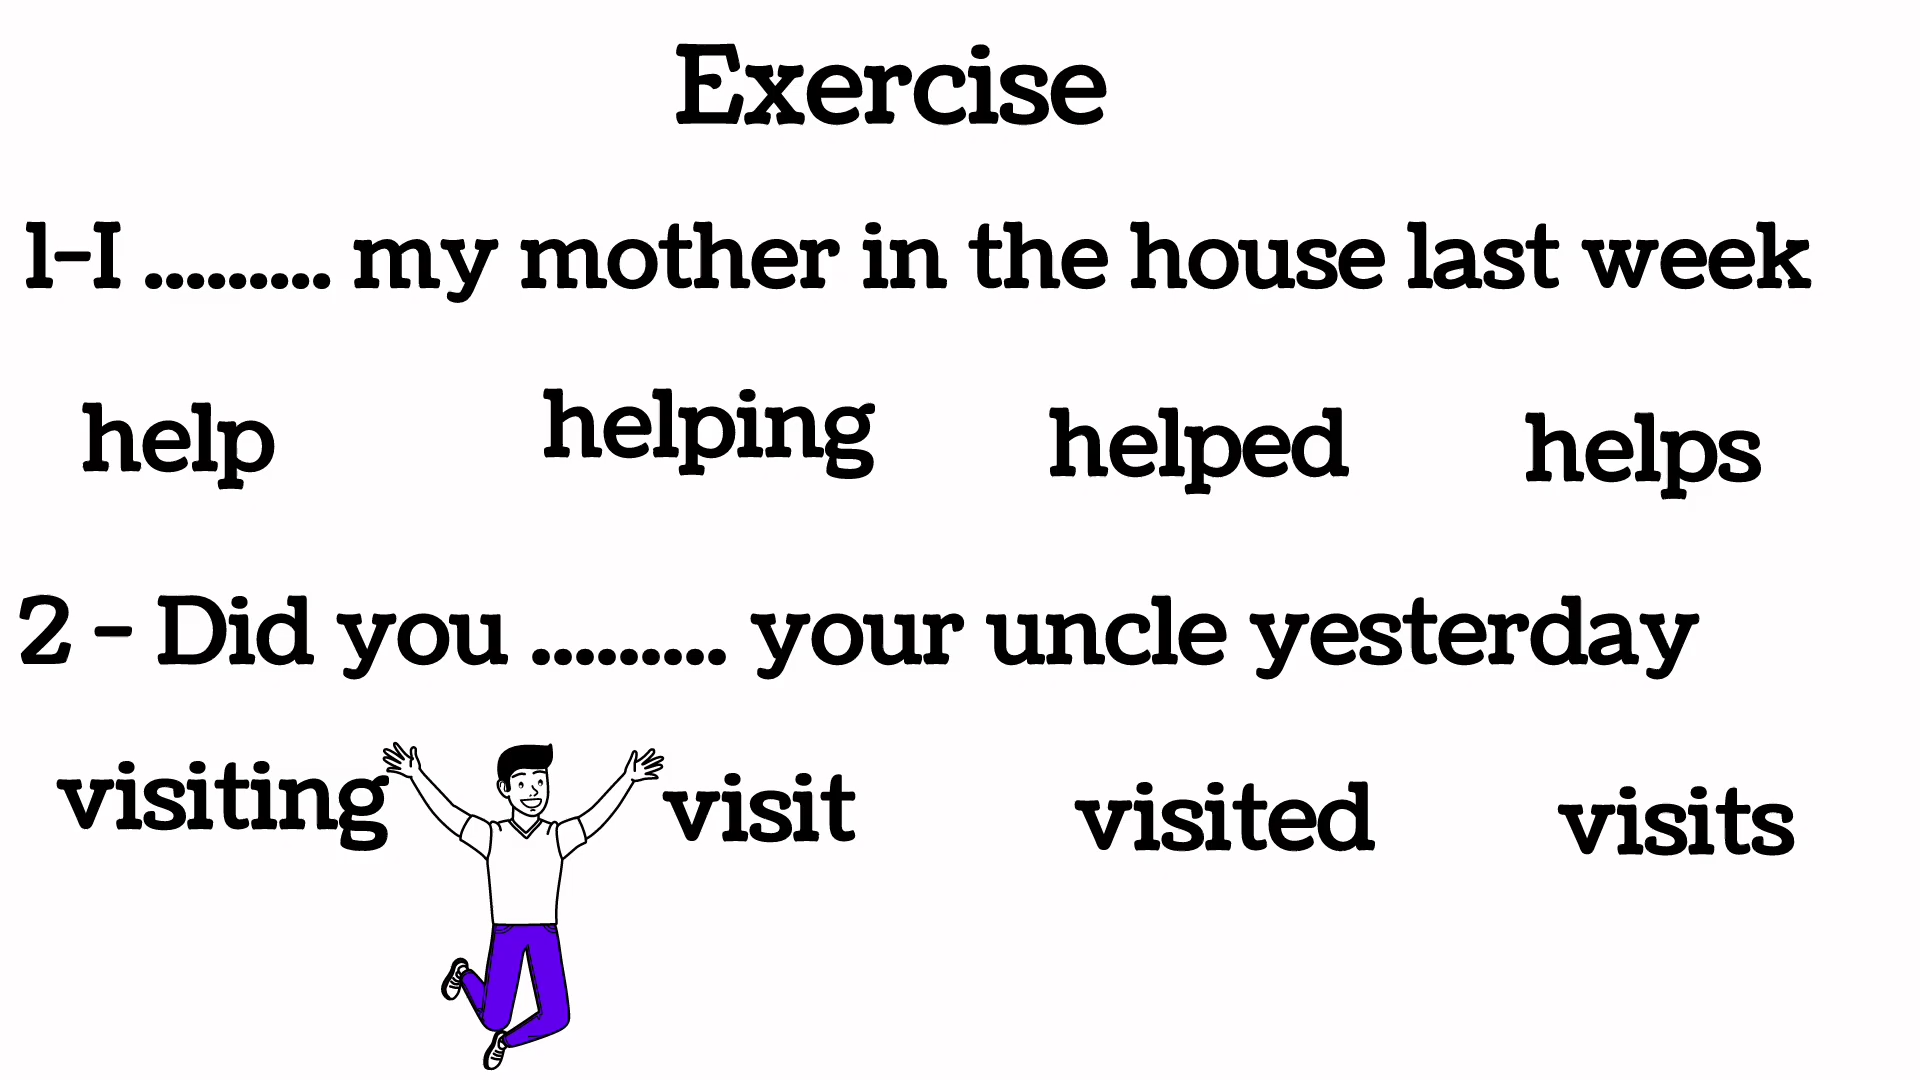 Exercise
1-I ......... my mother in the house last week
help helping helped helps
2 - Did you ......... your uncle yesterday
visiting visit visited visits